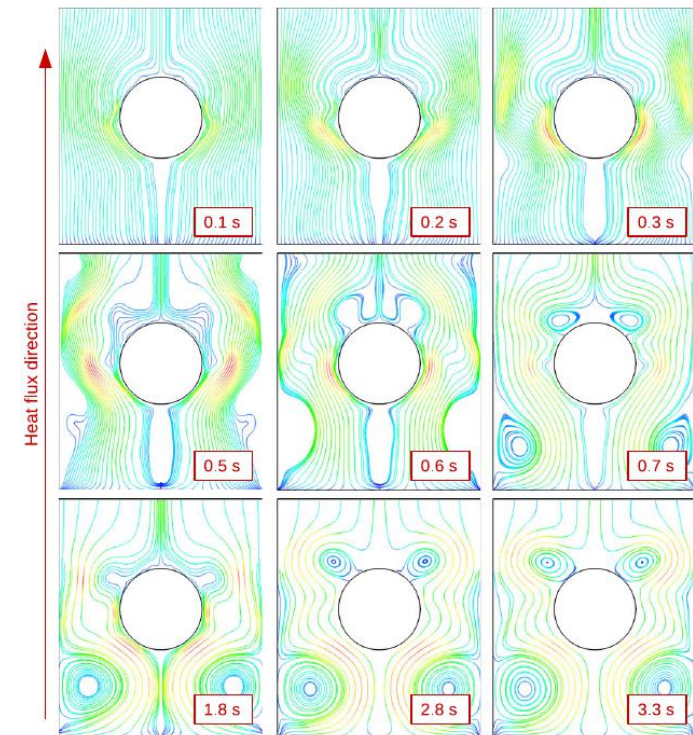 Heat flux direction
0.1 s
0.2 s
0.3 s
0.5 s
0.6 s
0.7 s
1.8 s
2.8 s
3.3 s